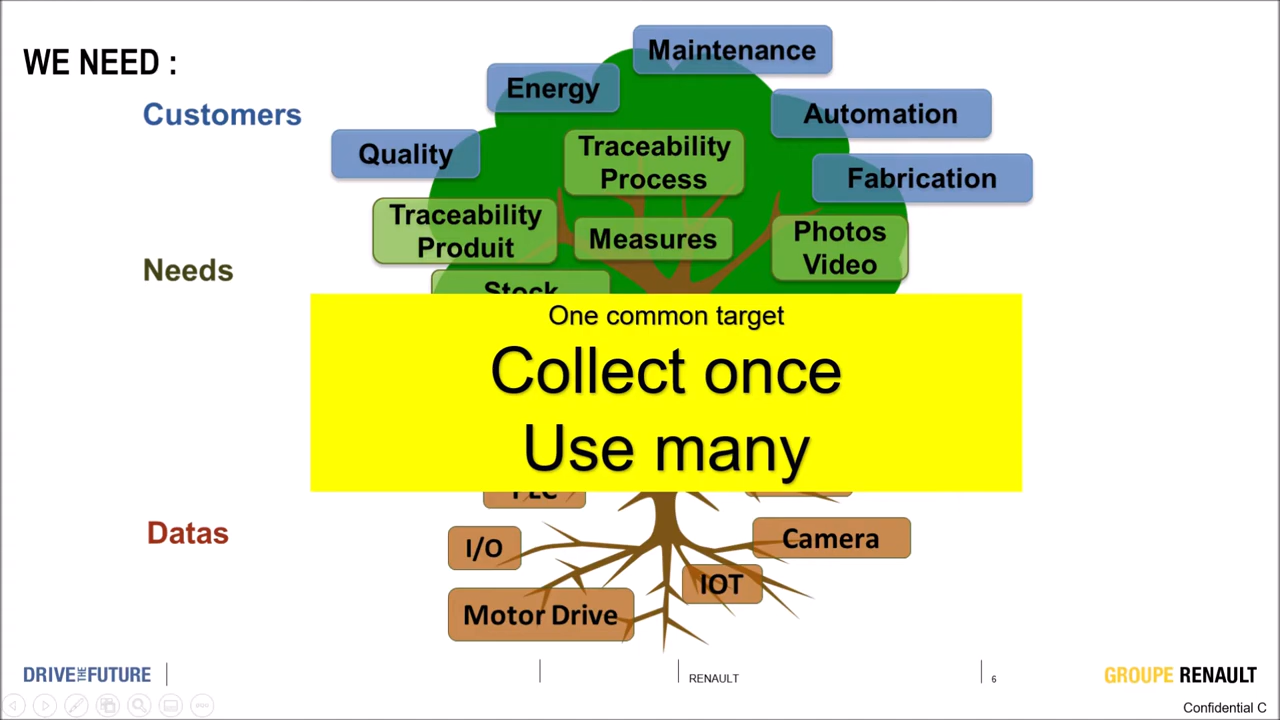 WE NEED :
Maintenance
Energy
Customers
Automation
Quality
Traceability
Process
Fabrication
Traceability
Produit
Measures
Photos
Video
Needs
Stock
One common target
Collect once
Use many
PLC
Datas
I/O
Camera
IOT
Motor Drive
DRIVE THE FUTURE
RENAULT
6
GROUPE RENAULT
Confidential C